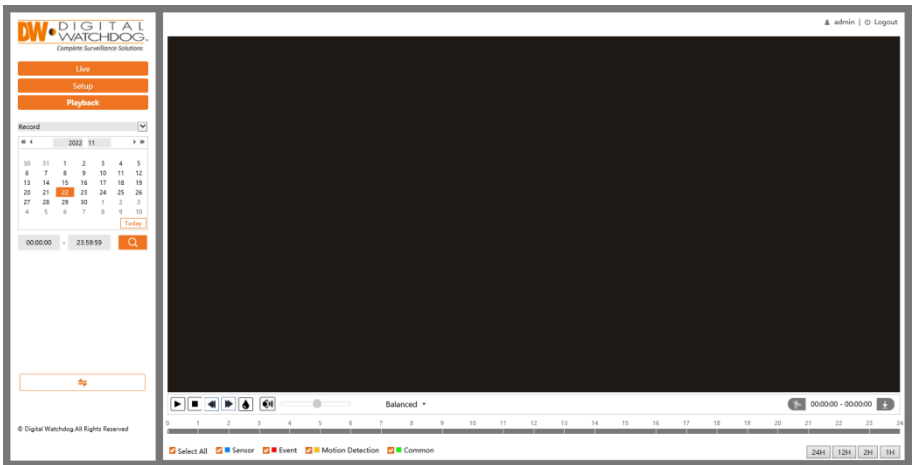 DW DIGITAL
WATCHDOG™
Complete Surveillance Solutions
admin | Logout
Live
Setup
Playback
Record
2022 11
30 31 1 2 3 4 5
6 7 8 9 10 11 12
13 14 15 16 17 18 19
20 21 22 23 24 25 26
27 28 29 30 1 2 3
4 5 6 7 8 9 10
Today
00:00:00 - 23:59:59
Balanced
00:00:00 - 00:00:00
0 1 2 3 4 5 6 7 8 9 10 11 12 13 14 15 16 17 18 19 20 21 22 23 24
© Digital Watchdog.All Rights Reserved
Select All Sensor Event Motion Detection Common
24H 12H 2H 1H